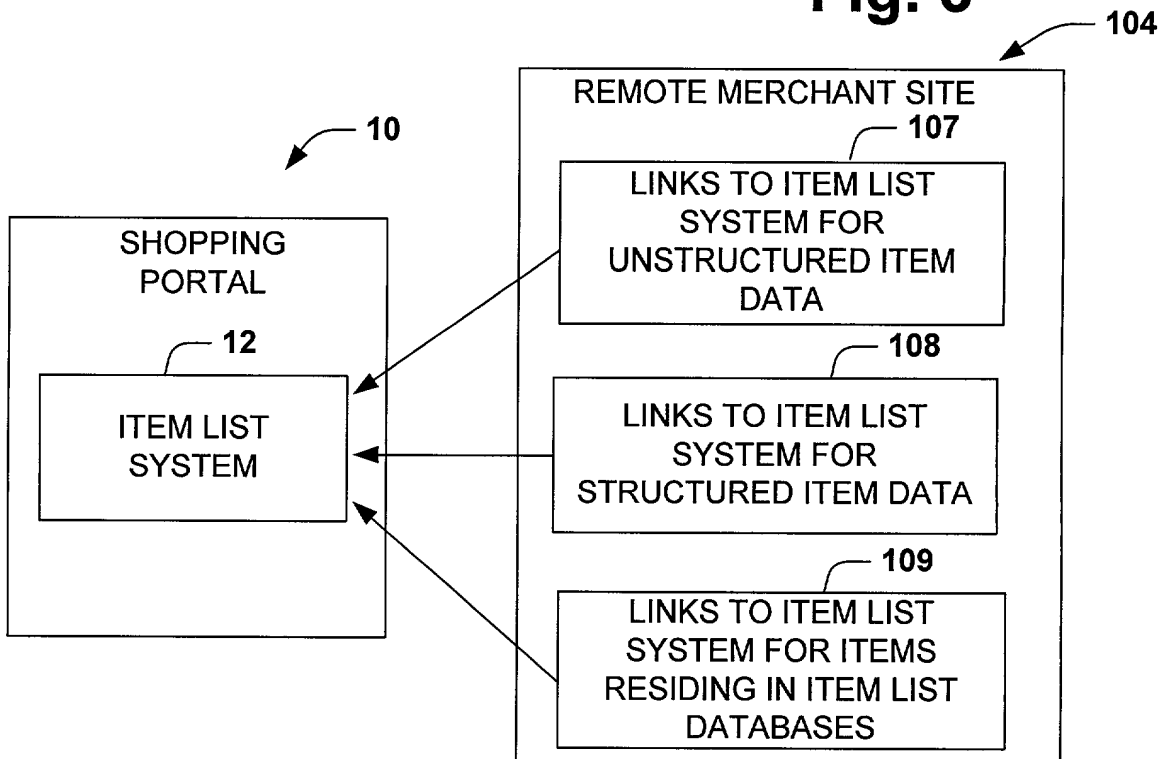 Fig.
104
REMOTE MERCHANT SITE
10
107
SHOPPING
PORTAL
LINKS TO ITEM LIST
SYSTEM FOR
UNSTRUCTURED ITEM
DATA
12
ITEM LIST
SYSTEM
108
LINKS TO ITEM LIST
SYSTEM FOR
STRUCTURED ITEM DATA
109
LINKS TO ITEM LIST
SYSTEM FOR ITEMS
RESIDING IN ITEM LIST
DATABASES